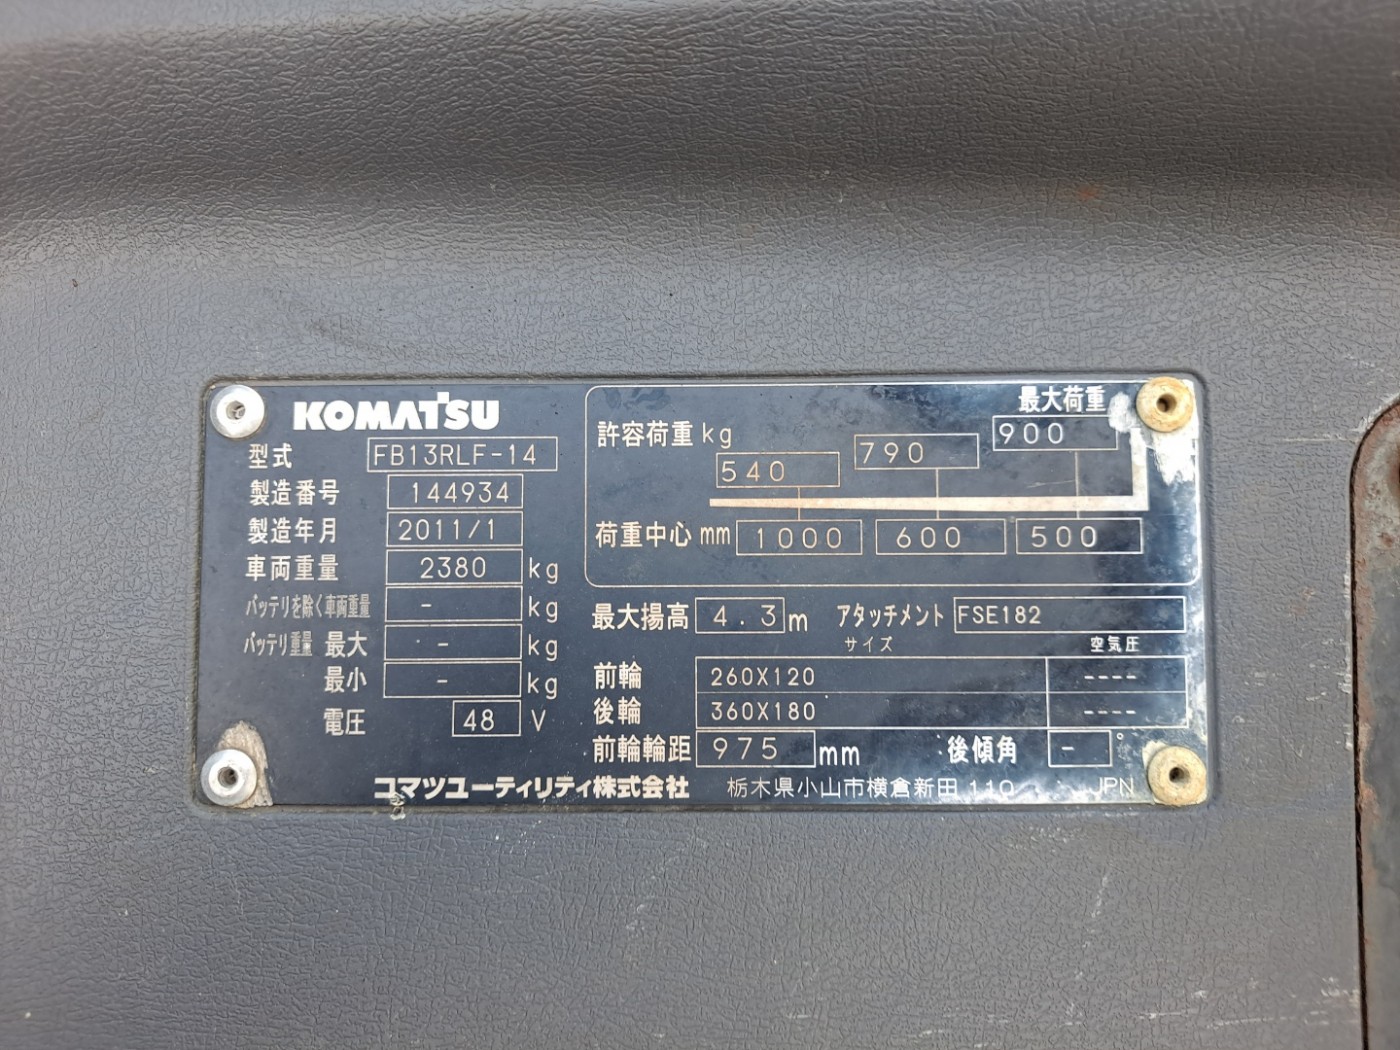 KOMATSU
型式 FB13RLF-14
製造番号 144934
製造年月 2011/1
車両重量 2380 kg
バッテリを除く車両重量 - kg
バッテリ重量 最大 - kg
最小 - kg
電圧 48 V
最大荷重
許容荷重 kg 540 790 900
荷重中心 mm 1000 600 500
最大揚高 4.3 m アタッチメント FSE182
サイズ 空気圧
前輪 260X120 ----
後輪 360X180 ----
前輪輪距 975 mm 後傾角 - °
コマツユーティリティ株式会社 栃木県小山市横倉新田 110 JPN